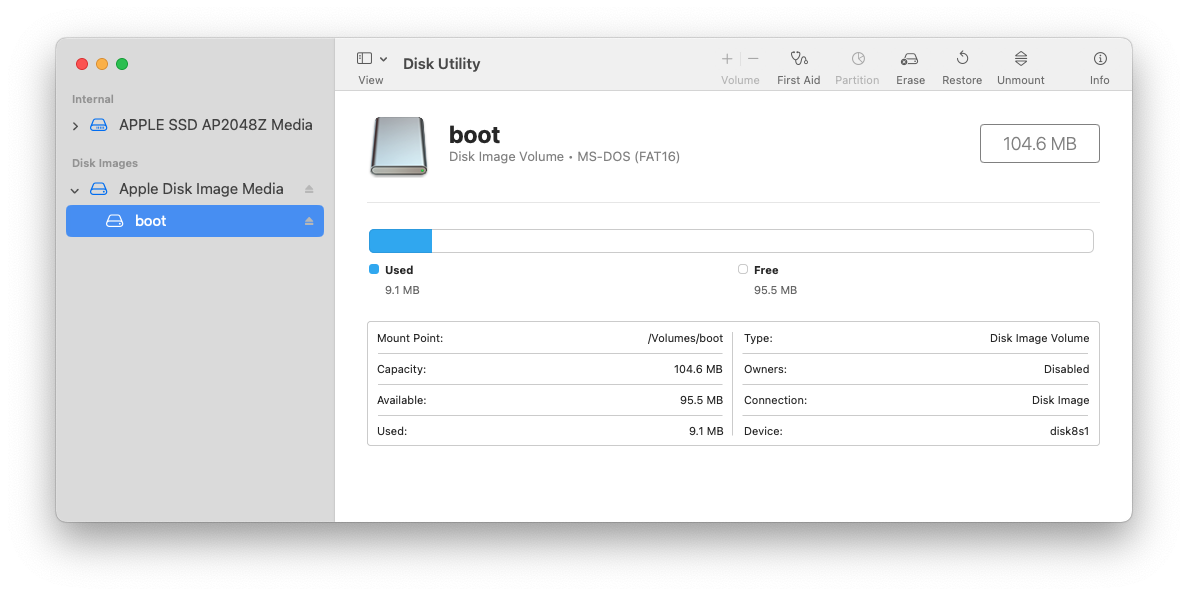 Internal
APPLE SSD AP2048Z Media
Disk Images
Apple Disk Image Media
boot
View
Disk Utility
Volume
First Aid
Partition
Erase
Restore
Unmount
Info
boot
Disk Image Volume • MS-DOS (FAT16)
104.6 MB
Used
9.1 MB
Free
95.5 MB
Mount Point: /Volumes/boot
Capacity: 104.6 MB
Available: 95.5 MB
Used: 9.1 MB
Type: Disk Image Volume
Owners: Disabled
Connection: Disk Image
Device: disk8s1